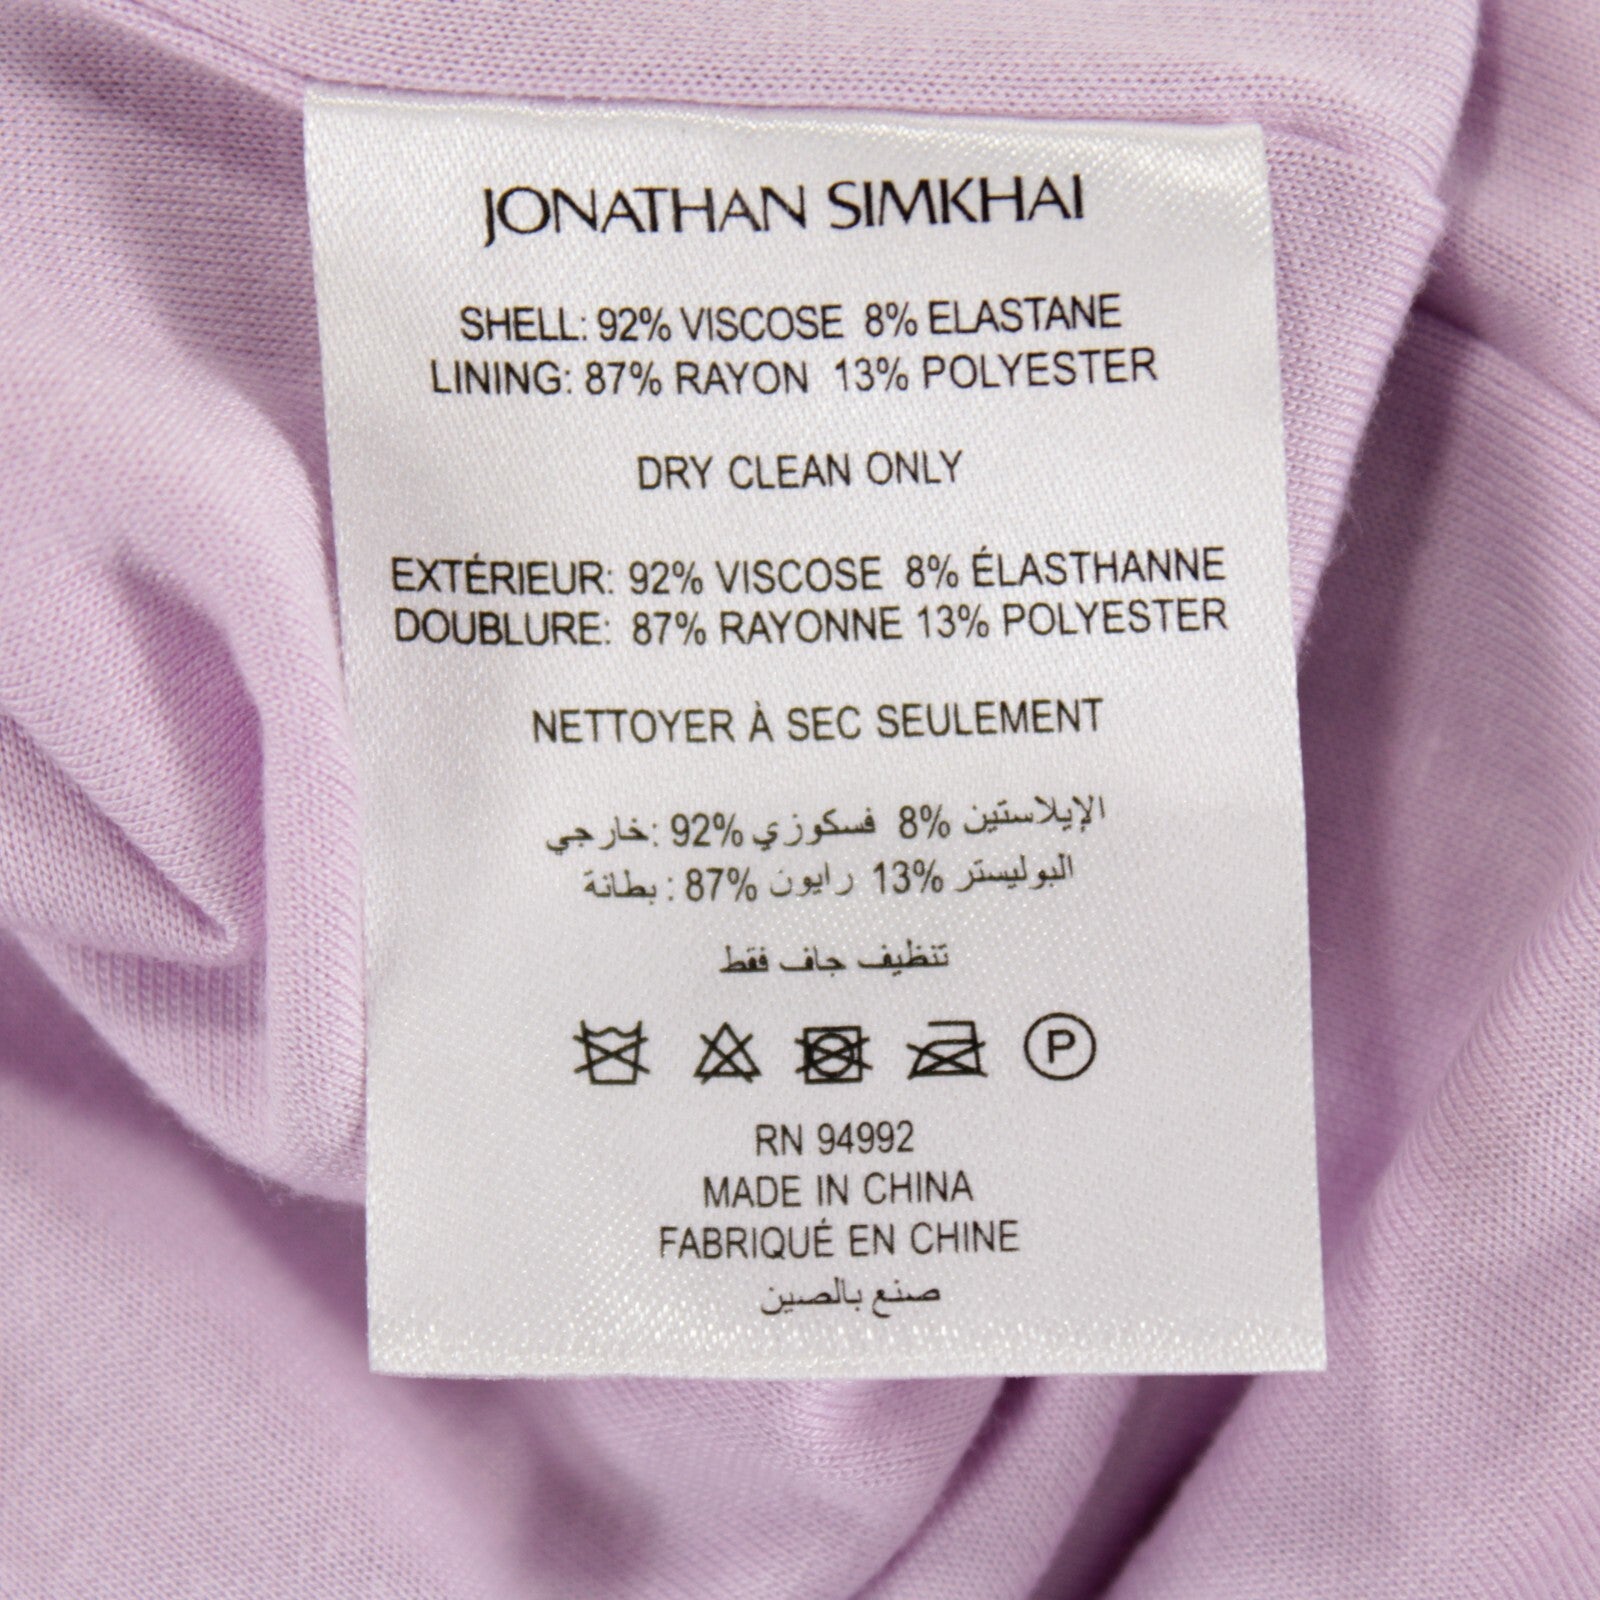 JONATHAN SIMKHAI
SHELL: 92% VISCOSE 8% ELASTANE
LINING: 87% RAYON 13% POLYESTER
DRY CLEAN ONLY
EXTÉRIEUR: 92% VISCOSE 8% ÉLASTHANNE
DOUBLURE: 87% RAYONNE 13% POLYESTER
NETTOYER À SEC SEULEMENT
خارجي: 92% فسكوزي 8% الإيلاستين
بطانة : 87% رايون 13% البوليستر
تنظيف جاف فقط
P
RN 94992
MADE IN CHINA
FABRIQUÉ EN CHINE
صنع بالصين